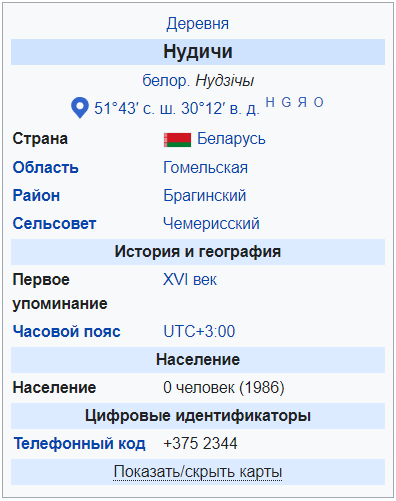 Деревня
Нудичи
белор. Нудзічы
51°43′ с. ш. 30°12′ в. д. H G Я O
Страна Беларусь
Область Гомельская
Район Брагинский
Сельсовет Чемерисский
История и география
Первое XVI век
упоминание
Часовой пояс UTC+3:00
Население
Население 0 человек (1986)
Цифровые идентификаторы
Телефонный код +375 2344
Показать/скрыть карты